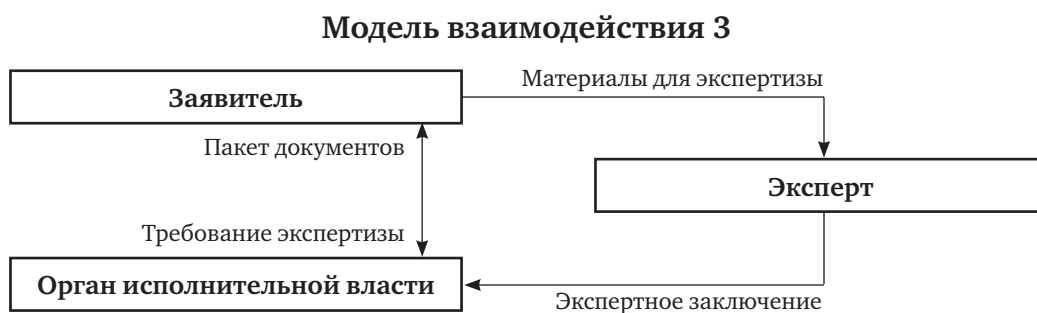 Модель взаимодействия 3
Заявитель
Материалы для экспертизы
Пакет документов
Эксперт
Требование экспертизы
Орган исполнительной власти
Экспертное заключение